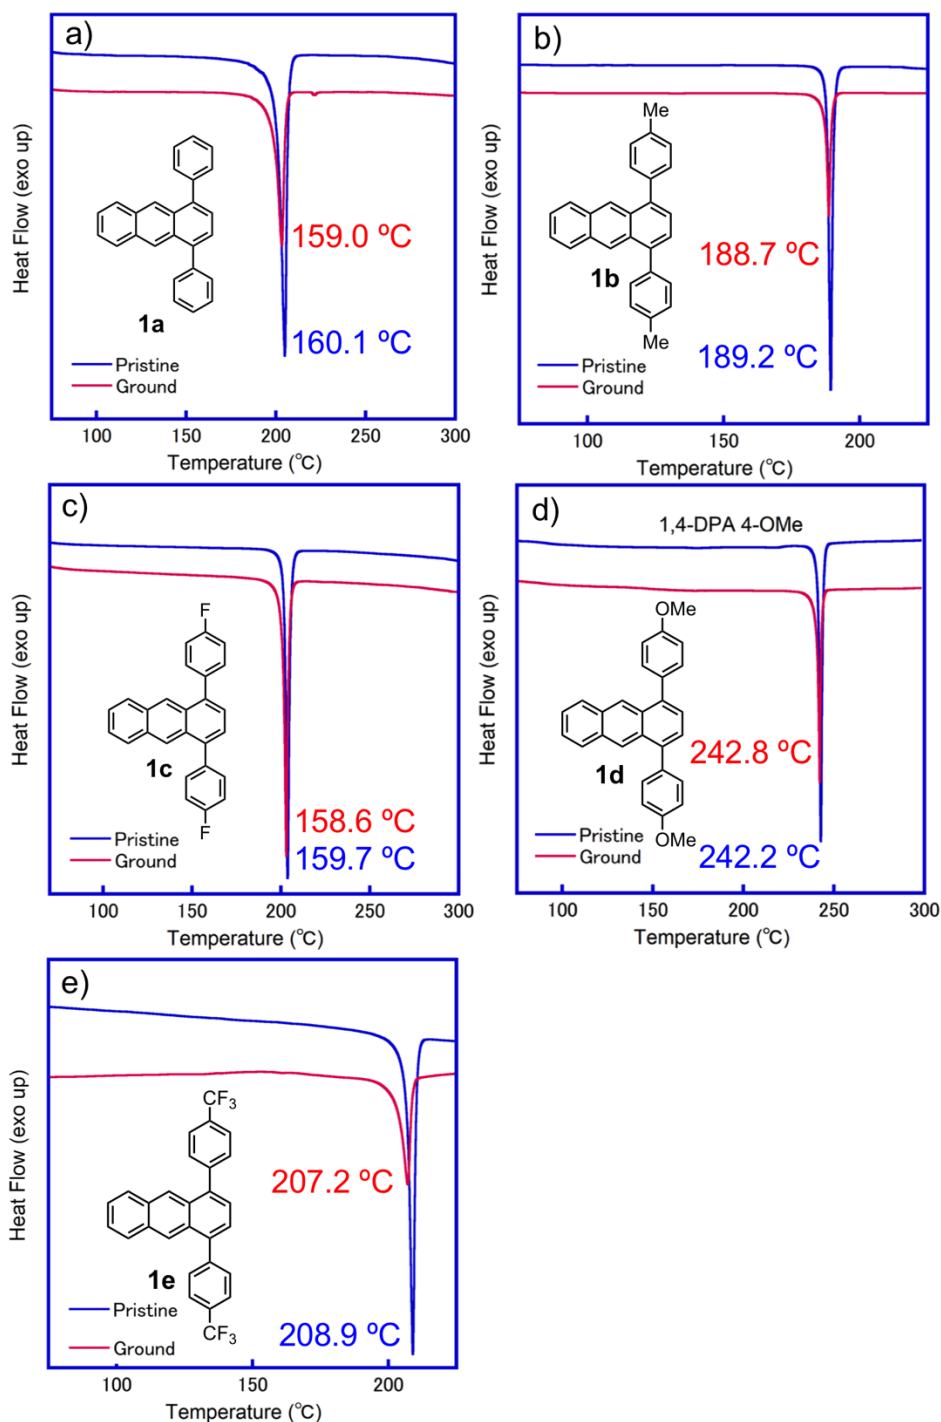 a)
Heat Flow (exo up)
1a
159.0 ºC
160.1 ºC
Pristine
Ground
100 150 200 250 300
Temperature (℃)
b)
Heat Flow (exo up)
Me
1b
Me
188.7 ºC
189.2 ºC
Pristine
Ground
100 150 200
Temperature (℃)
c)
Heat Flow (exo up)
F
1c
F
158.6 ºC
159.7 ºC
Pristine
Ground
100 150 200 250 300
Temperature (℃)
d)
1,4-DPA 4-OMe
Heat Flow (exo up)
OMe
1d
OMe
242.8 ºC
242.2 ºC
Pristine
Ground
100 150 200 250 300
Temperature (℃)
e)
Heat Flow (exo up)
CF3
1e
CF3
207.2 ºC
208.9 ºC
Pristine
Ground
100 150 200
Temperature (℃)